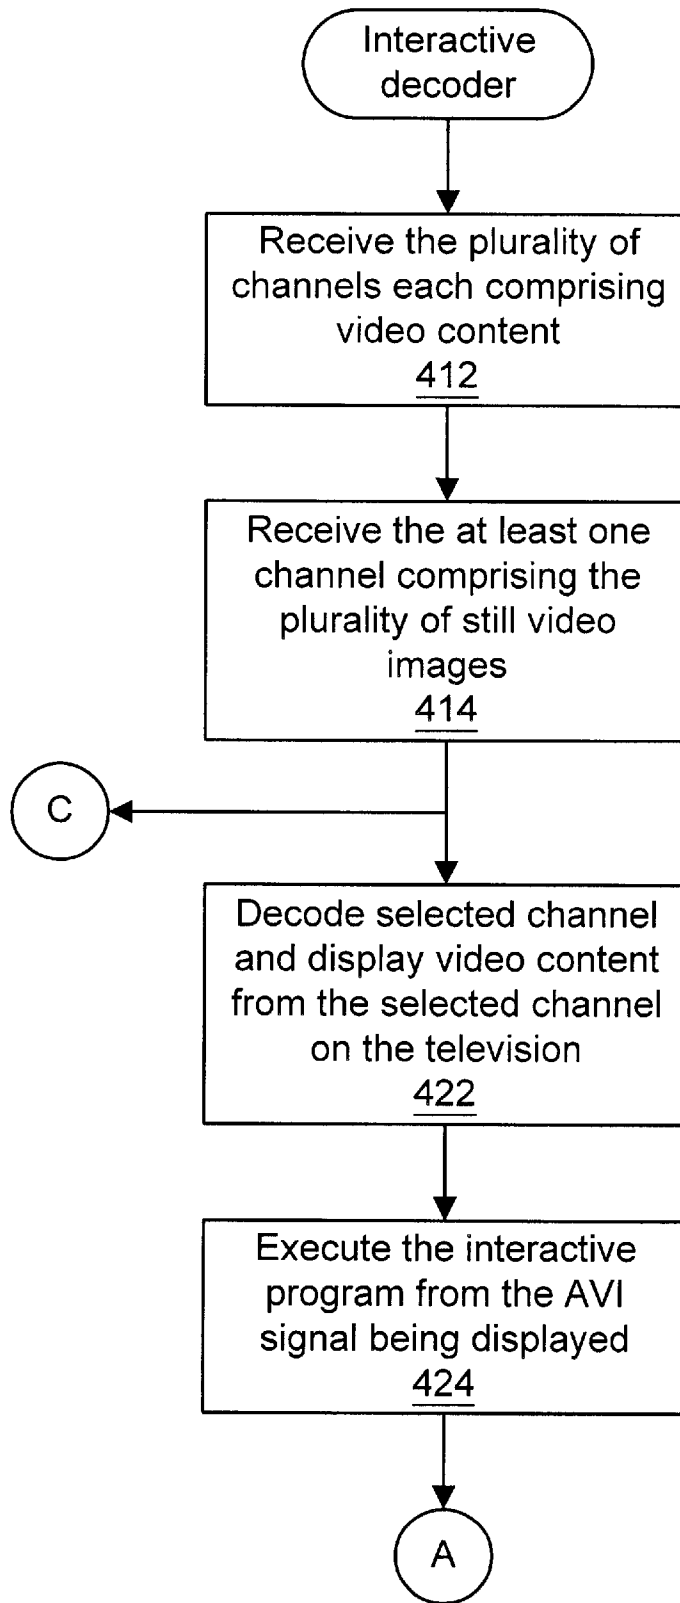 Interactive
decoder
Receive the plurality of
channels each comprising
video content
412
Receive the at least one
channel comprising the
plurality of still video
images
414
C
Decode selected channel
and display video content
from the selected channel
on the television
422
Execute the interactive
program from the AVI
signal being displayed
424
A